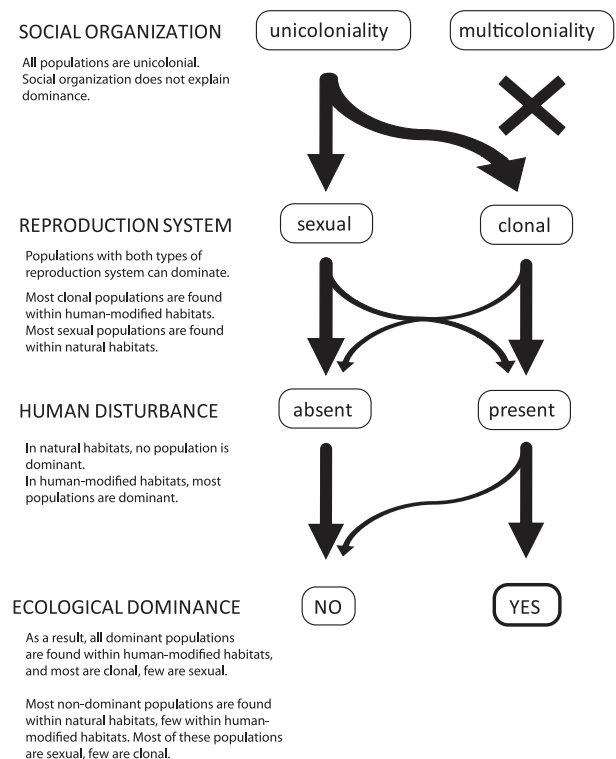 SOCIAL ORGANIZATION
unicoloniality
multicoloniality
All populations are unicolonial.
Social organization does not explain
dominance.
REPRODUCTION SYSTEM
sexual
clonal
Populations with both types of
reproduction system can dominate.
Most clonal populations are found
within human-modified habitats.
Most sexual populations are found
within natural habitats.
HUMAN DISTURBANCE
absent
present
In natural habitats, no population is
dominant.
In human-modified habitats, most
populations are dominant.
ECOLOGICAL DOMINANCE
NO
YES
As a result, all dominant populations
are found within human-modified habitats,
and most are clonal, few are sexual.
Most non-dominant populations are found
within natural habitats, few within human-
modified habitats. Most of these populations
are sexual, few are clonal.